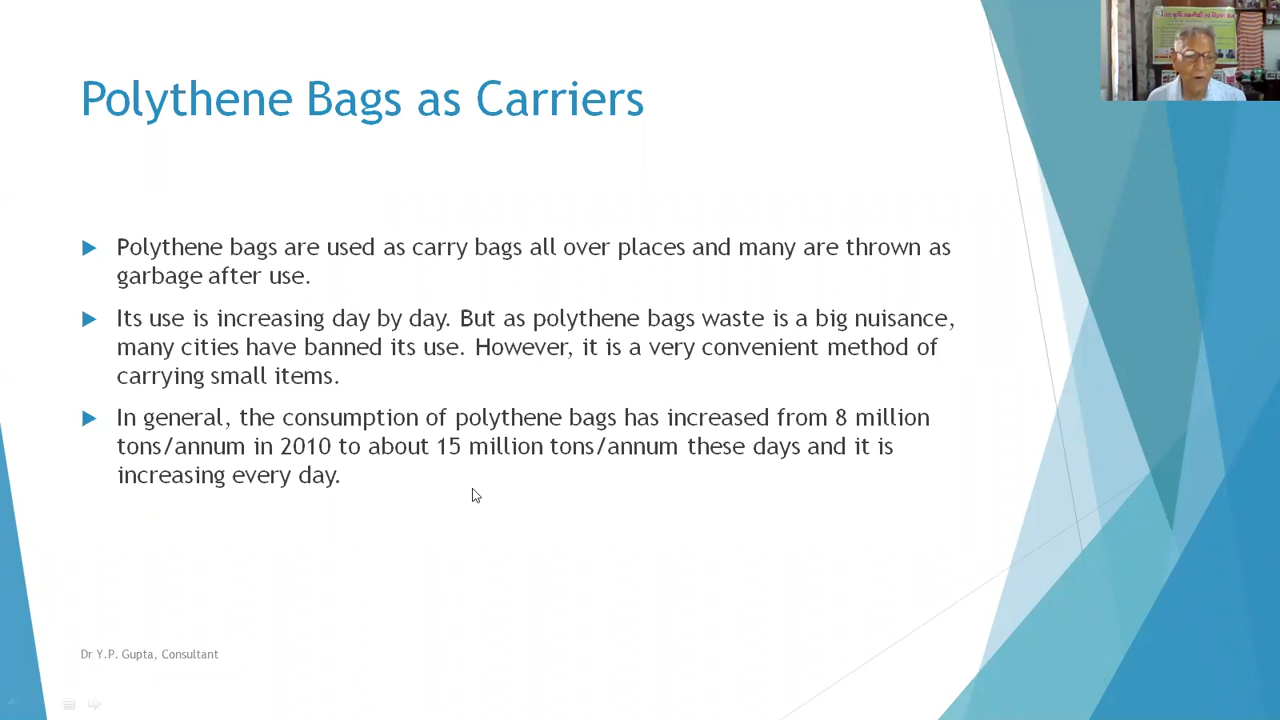 Polythene Bags as Carriers
Polythene bags are used as carry bags all over places and many are thrown as
garbage after use.
Its use is increasing day by day. But as polythene bags waste is a big nuisance,
many cities have banned its use. However, it is a very convenient method of
carrying small items.
In general, the consumption of polythene bags has increased from 8 million
tons/annum in 2010 to about 15 million tons/annum these days and it is
increasing every day.
Dr Y.P. Gupta, Consultant